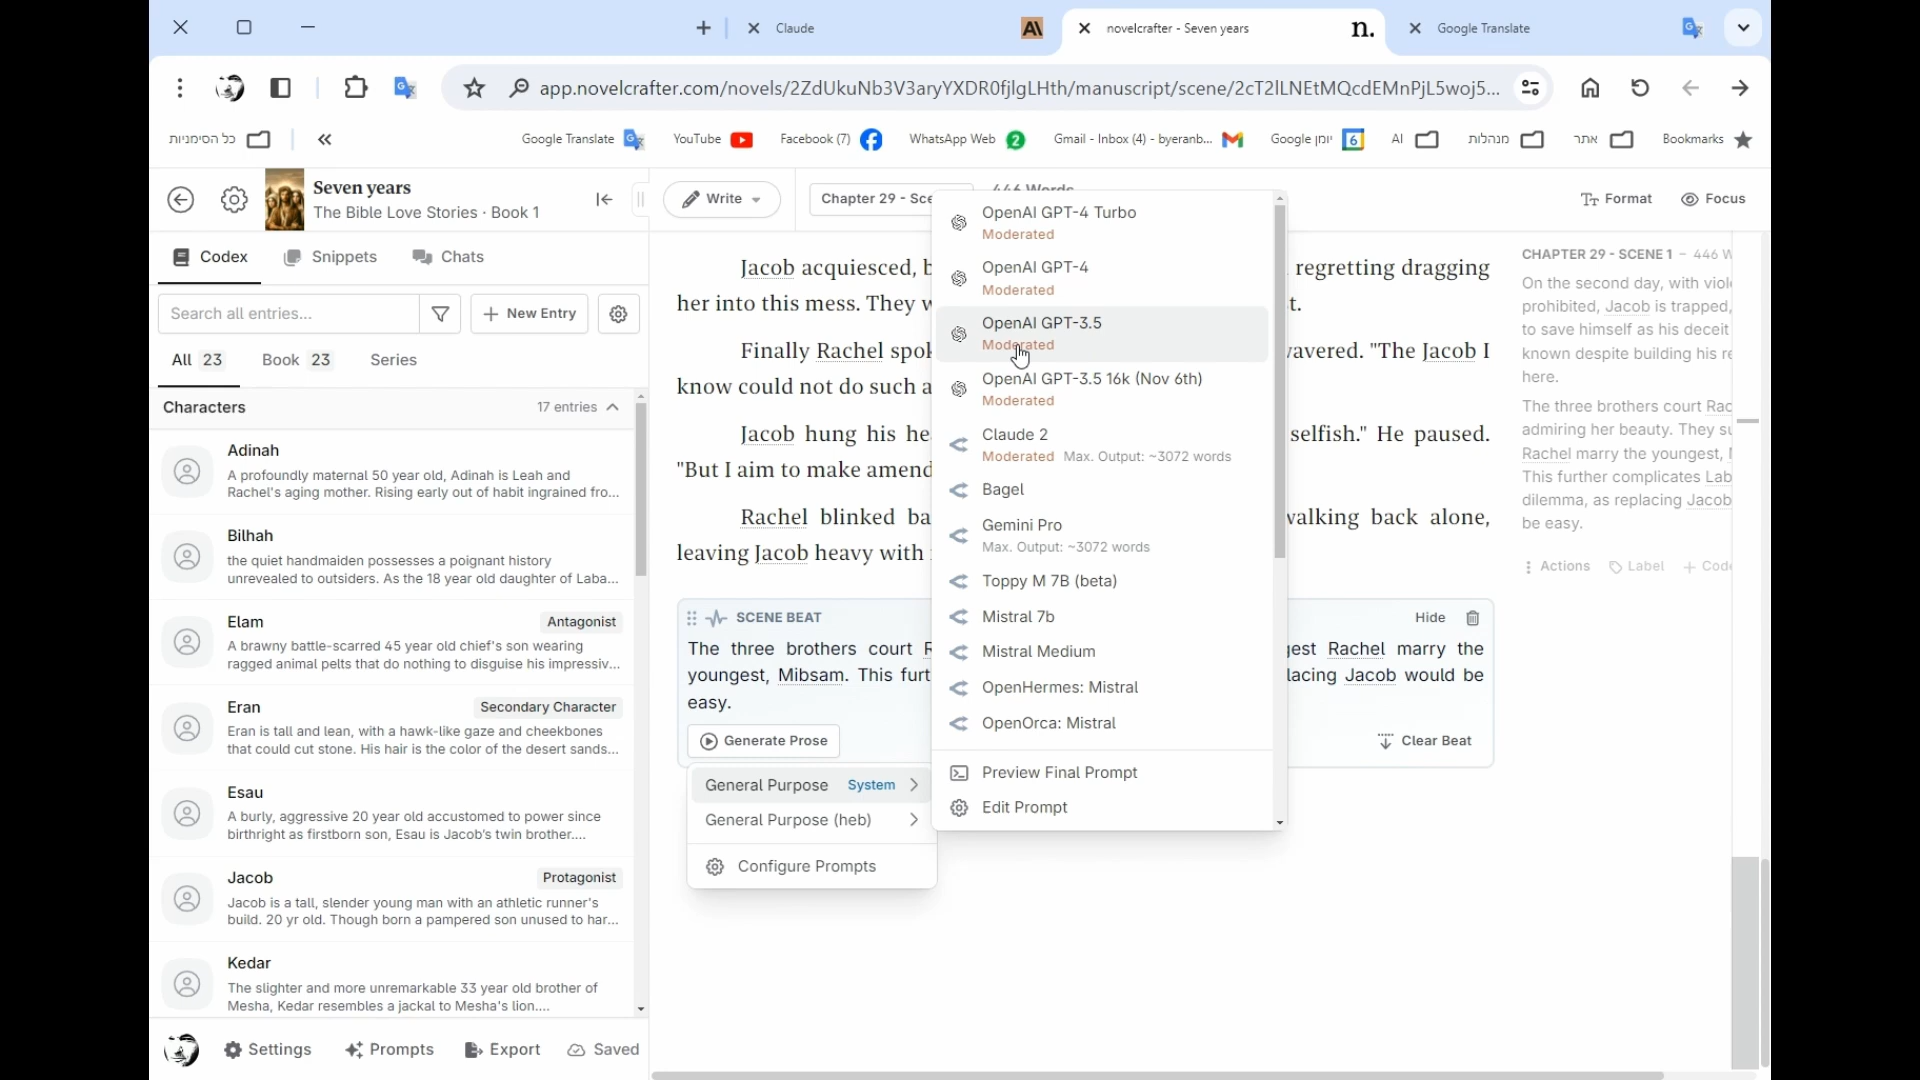 Claude
novelcrafter - Seven years
n.
Google Translate
app.novelcrafter.com/novels/2ZdUkuNb3V3aryYXDR0fjlgLHth/manuscript/scene/2cT2lLNEtMQcdEMnPjL5woj5...
כל הסימניות
Google Translate
YouTube
Facebook (7)
WhatsApp Web
2
Gmail - Inbox (4) - byeranb...
יומן Google
6
AI
מנהלות
אתר
Bookmarks
Seven years
The Bible Love Stories · Book 1
Write
Chapter 29 - Sce
446 Words
Format
Focus
Codex
Snippets
Chats
Search all entries...
New Entry
All 23
Book 23
Series
Characters
17 entries
Adinah
A profoundly maternal 50 year old, Adinah is Leah and
Rachel's aging mother. Rising early out of habit ingrained fro...
Bilhah
the quiet handmaiden possesses a poignant history
unrevealed to outsiders. As the 18 year old daughter of Laba...
Elam
Antagonist
A brawny battle-scarred 45 year old chief's son wearing
ragged animal pelts that do nothing to disguise his impressiv...
Eran
Secondary Character
Eran is tall and lean, with a hawk-like gaze and cheekbones
that could cut stone. His hair is the color of the desert sands...
Esau
A burly, aggressive 20 year old accustomed to power since
birthright as firstborn son, Esau is Jacob's twin brother....
Jacob
Protagonist
Jacob is a tall, slender young man with an athletic runner's
build. 20 yr old. Though born a pampered son unused to har...
Kedar
The slighter and more unremarkable 33 year old brother of
Mesha, Kedar resembles a jackal to Mesha's lion....
Settings
Prompts
Export
Saved
Jacob acquiesced, b
regretting dragging
her into this mess. They w
t.
Finally Rachel spok
wavered. "The Jacob I
know could not do such a
Jacob hung his he
selfish." He paused.
"But I aim to make amend
Rachel blinked ba
walking back alone,
leaving Jacob heavy with
SCENE BEAT
Hide
The three brothers court R
gest Rachel marry the
youngest, Mibsam. This furt
lacing Jacob would be
easy.
Generate Prose
Clear Beat
General Purpose System
General Purpose (heb)
Configure Prompts
OpenAI GPT-4 Turbo
Moderated
OpenAI GPT-4
Moderated
OpenAI GPT-3.5
Moderated
OpenAI GPT-3.5 16k (Nov 6th)
Moderated
Claude 2
Moderated Max. Output: ~3072 words
Bagel
Gemini Pro
Max. Output: ~3072 words
Toppy M 7B (beta)
Mistral 7b
Mistral Medium
OpenHermes: Mistral
OpenOrca: Mistral
Preview Final Prompt
Edit Prompt
CHAPTER 29 - SCENE 1 – 446 W
On the second day, with viol
prohibited, Jacob is trapped,
to save himself as his deceit
known despite building his re
here.
The three brothers court Rac
admiring her beauty. They su
Rachel marry the youngest, M
This further complicates Lab
dilemma, as replacing Jacob
be easy.
Actions
Label
+ Code